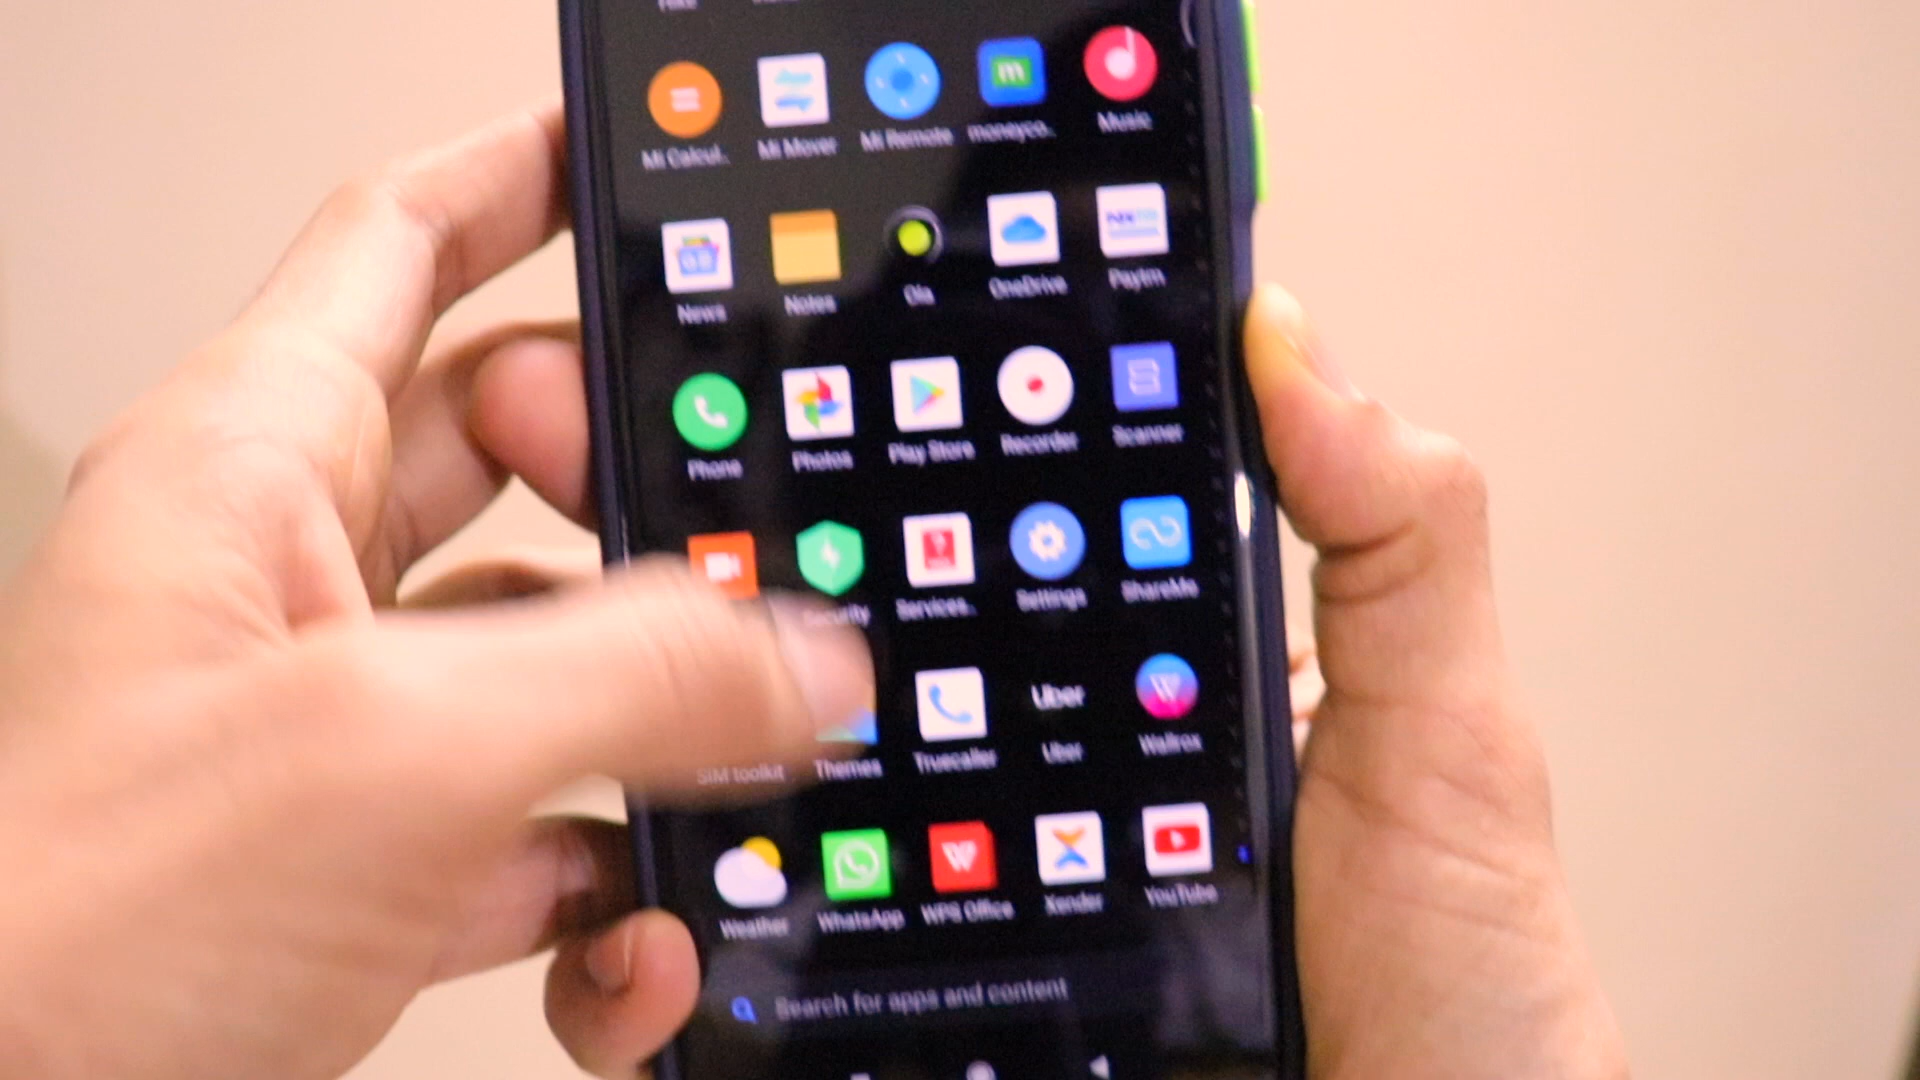 Mi Calcul.. Mi Mover Mi Remote moneyco.. Music
News Notes Ola OneDrive Paytm
Phone Photos Play Store Recorder Scanner
Security Services.. Settings ShareMe
Uber
SIM toolkit Themes Truecaller Uber Wallrox
Weather WhatsApp WPS Office Xender YouTube
Search for apps and content